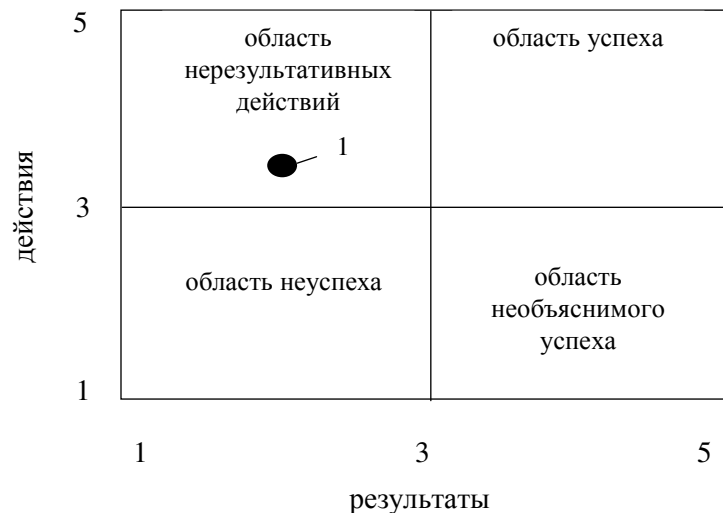 5
область
нерезультативных
действий
область успеха
1
действия
3
область неуспеха
область
необъяснимого
успеха
1
1
3
5
результаты